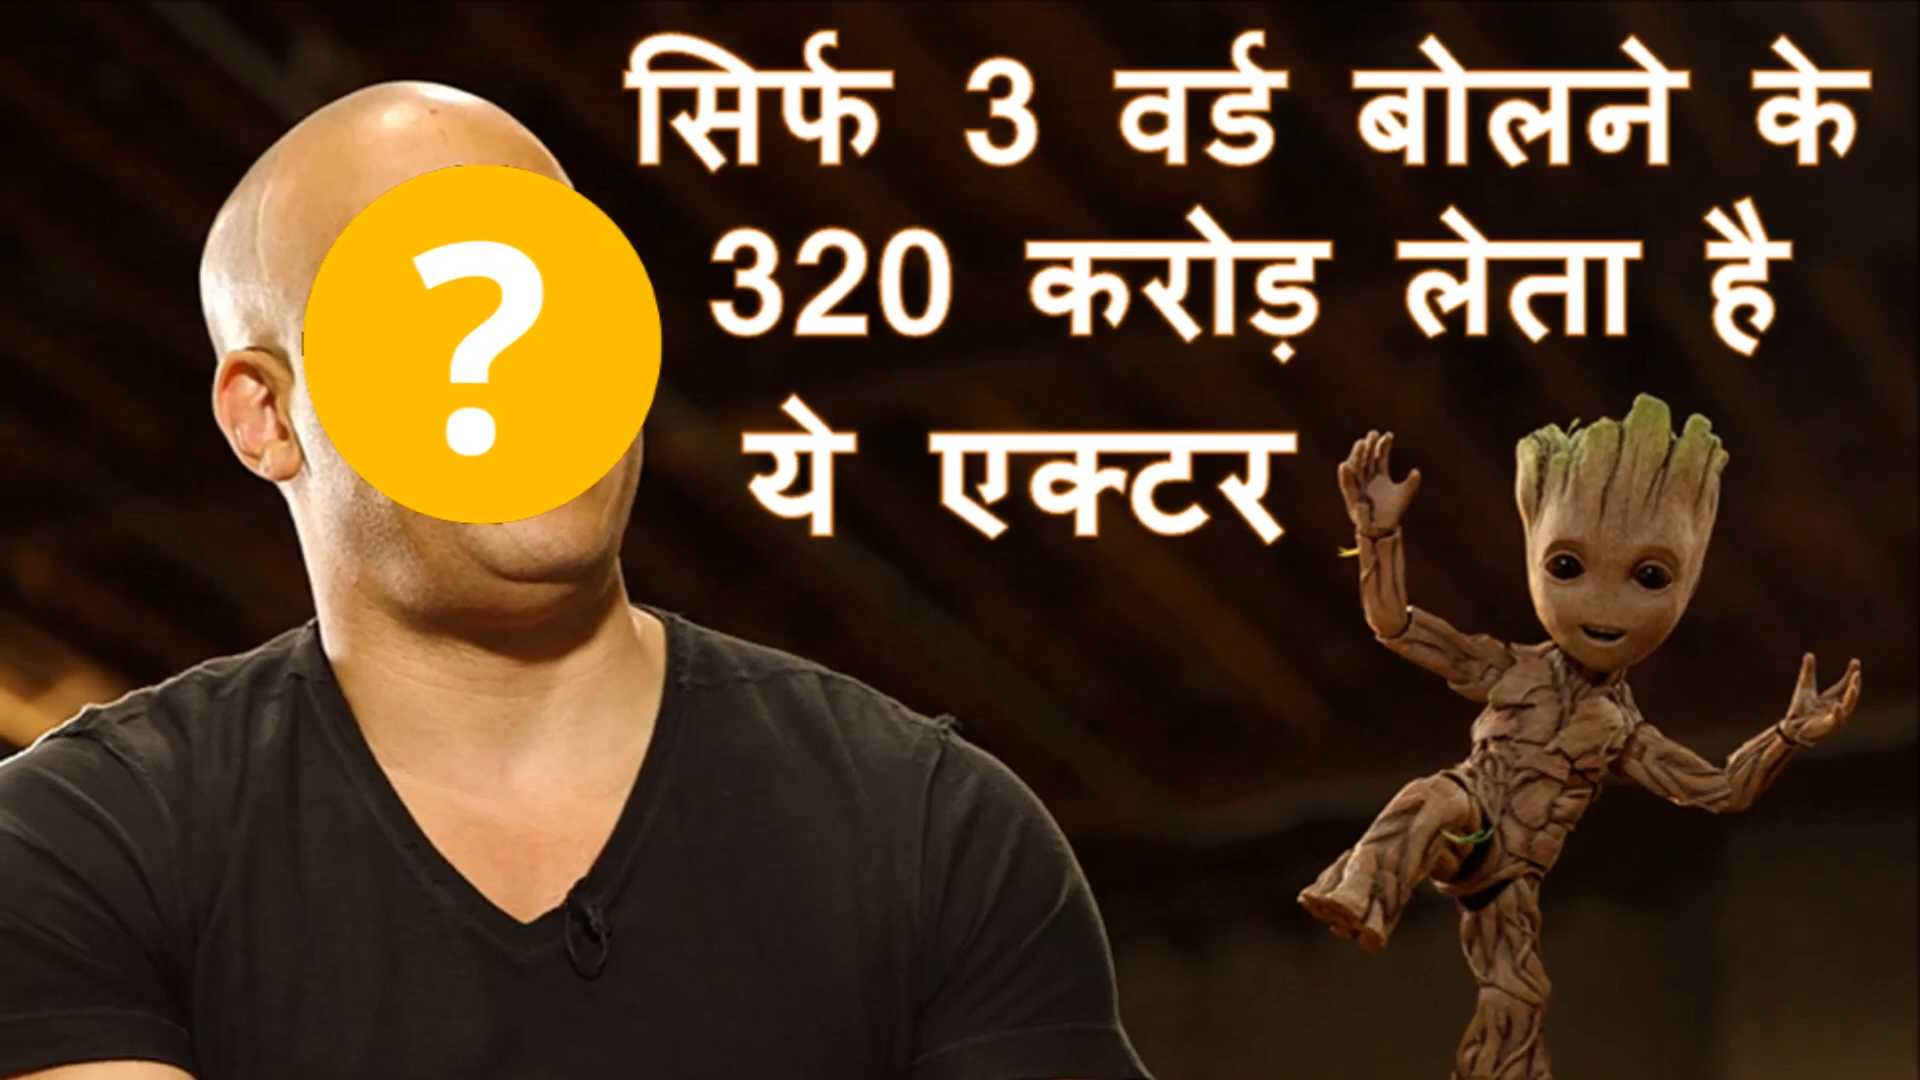 सिर्फ 3 वर्ड बोलने के
320 करोड़ लेता है
ये एक्टर
?